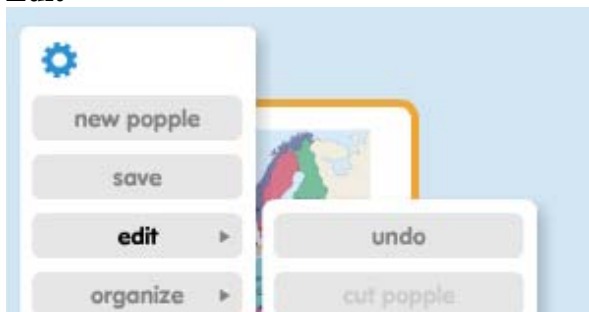 new popple
save
edit
undo
organize
cut popple